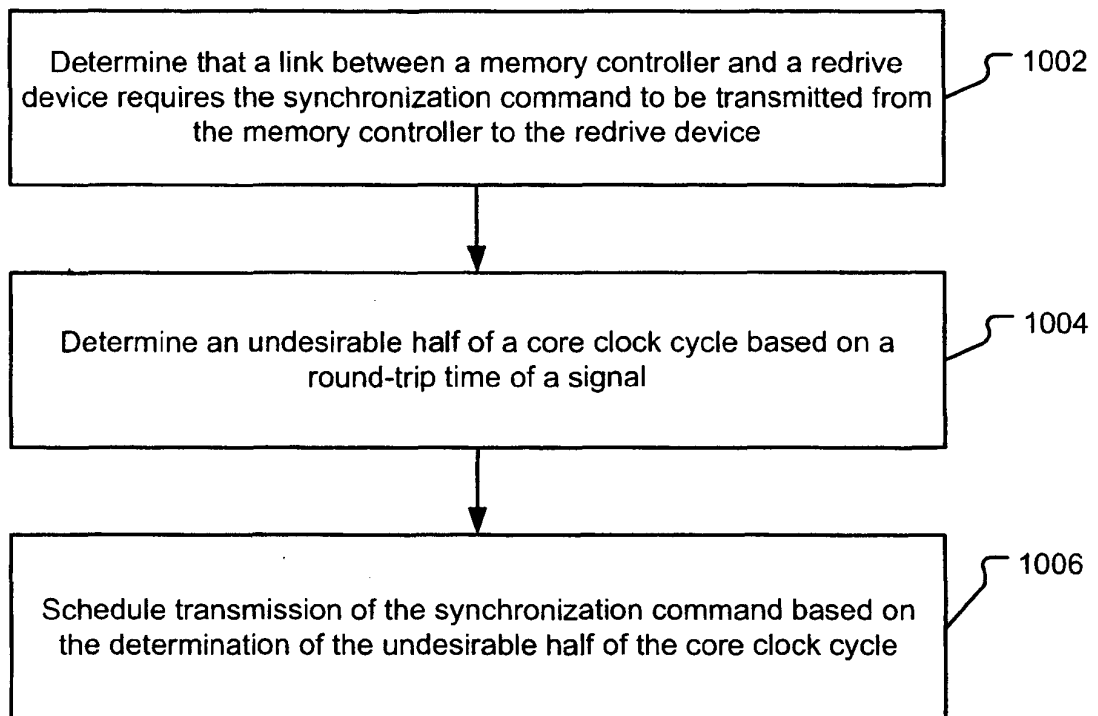 Determine that a link between a memory controller and a redrive
device requires the synchronization command to be transmitted from
the memory controller to the redrive device
1002
Determine an undesirable half of a core clock cycle based on a
round-trip time of a signal
1004
Schedule transmission of the synchronization command based on
the determination of the undesirable half of the core clock cycle
1006